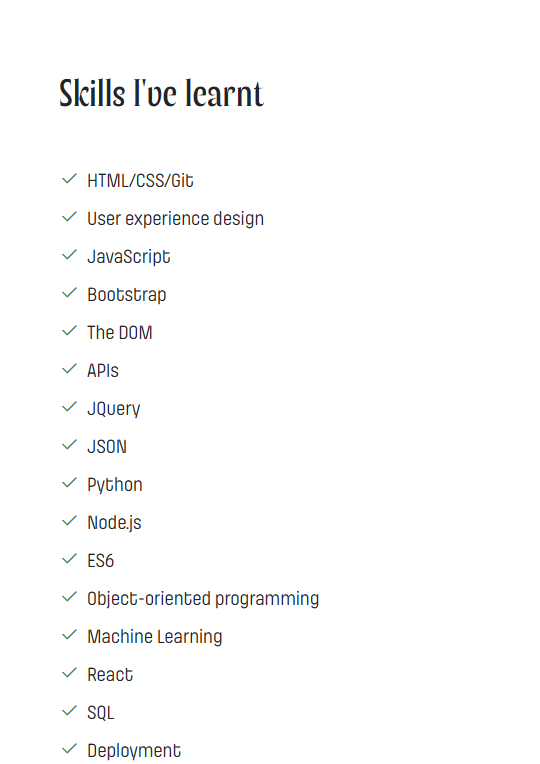 Skills I've learnt
HTML/CSS/Git
User experience design
JavaScript
Bootstrap
The DOM
APIs
JQuery
JSON
Python
Node.js
ES6
Object-oriented programming
Machine Learning
React
SQL
Deployment